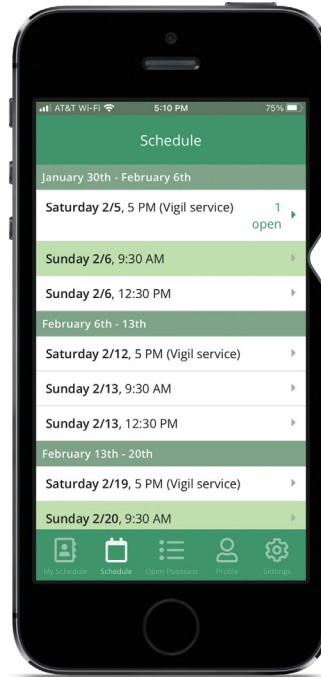 AT&T Wi-Fi 5:10 PM 75%
Schedule
January 30th - February 6th
Saturday 2/5, 5 PM (Vigil service) 1
open
Sunday 2/6, 9:30 AM
Sunday 2/6, 12:30 PM
February 6th - 13th
Saturday 2/12, 5 PM (Vigil service)
Sunday 2/13, 9:30 AM
Sunday 2/13, 12:30 PM
February 13th - 20th
Saturday 2/19, 5 PM (Vigil service)
Sunday 2/20, 9:30 AM
My Schedule Schedule Open Positions Profile Settings